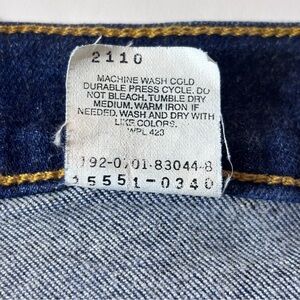 2110
MACHINE WASH COLD
DURABLE PRESS CYCLE. DO
NOT BLEACH. TUMBLE DRY
MEDIUM. WARM IRON IF
NEEDED. WASH AND DRY WITH
LIKE COLORS.
WPL 423
192-0701-83044-8
15551-0340